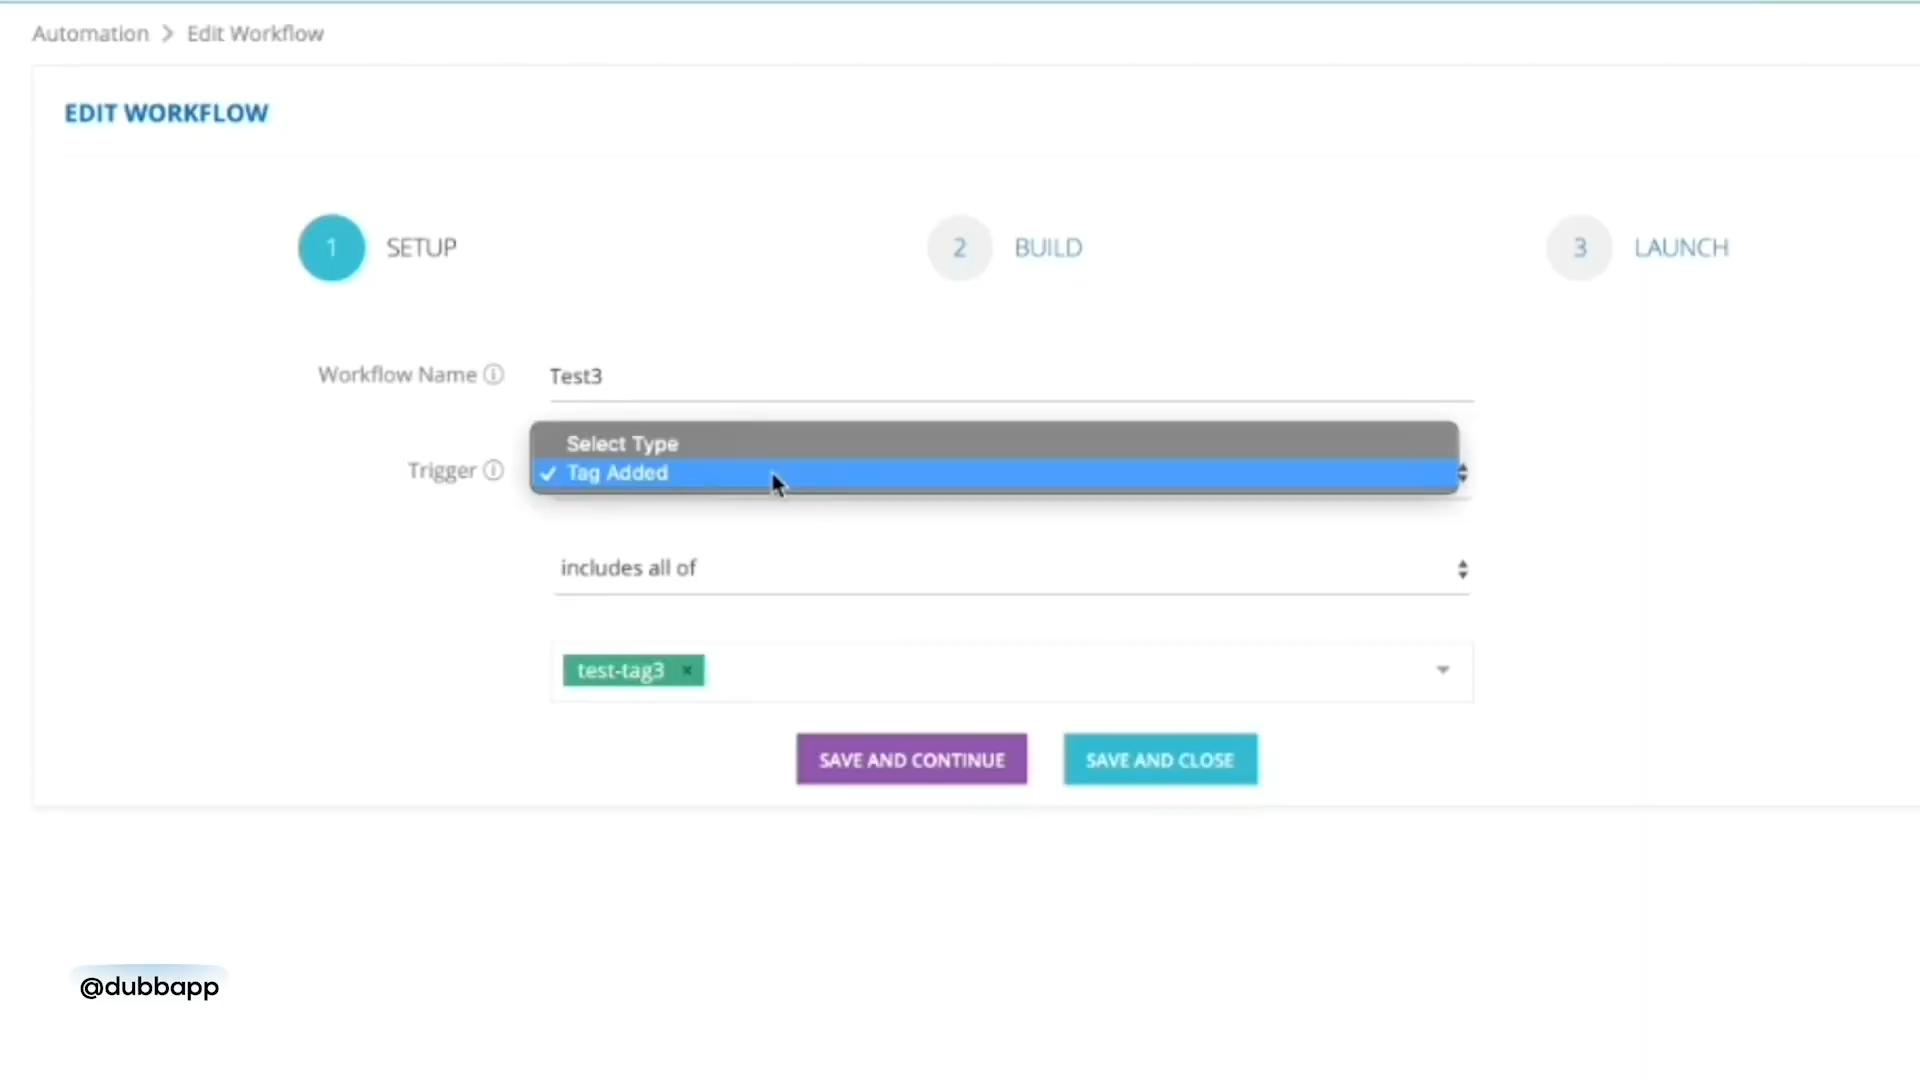 Automation > Edit Workflow
EDIT WORKFLOW
1 SETUP
2 BUILD
3 LAUNCH
Workflow Name
Test3
Select Type
Trigger
✓ Tag Added
includes all of
test-tag3 ×
SAVE AND CONTINUE
SAVE AND CLOSE
@dubbapp